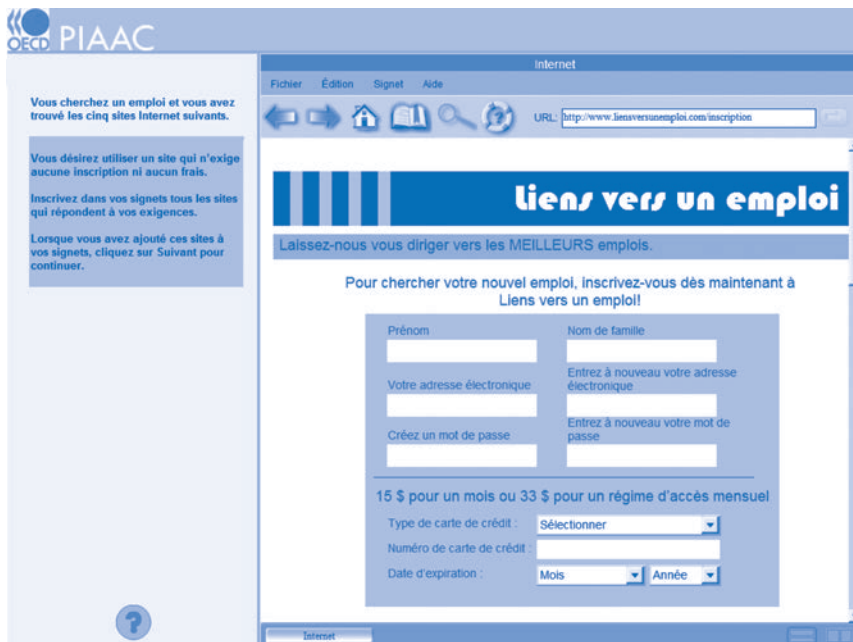 OECD PIAAC
Vous cherchez un emploi et vous avez
trouvé les cinq sites Internet suivants.
Vous désirez utiliser un site qui n'exige
aucune inscription ni aucun frais.
Inscrivez dans vos signets tous les sites
qui répondent à vos exigences.
Lorsque vous avez ajouté ces sites à
vos signets, cliquez sur Suivant pour
continuer.
?
Internet
Fichier Édition Signet Aide
? URL: http://www.liensversunemploi.com/inscription
Liens vers un emploi
Laissez-nous vous diriger vers les MEILLEURS emplois.
Pour chercher votre nouvel emploi, inscrivez-vous dès maintenant à
Liens vers un emploi!
Prénom Nom de famille
Votre adresse électronique
Entrez à nouveau votre adresse
électronique
Créez un mot de passe
Entrez à nouveau votre mot de
passe
15 $ pour un mois ou 33 $ pour un régime d'accès mensuel
Type de carte de crédit : Sélectionner
Numéro de carte de crédit :
Date d'expiration : Mois Année
Internet